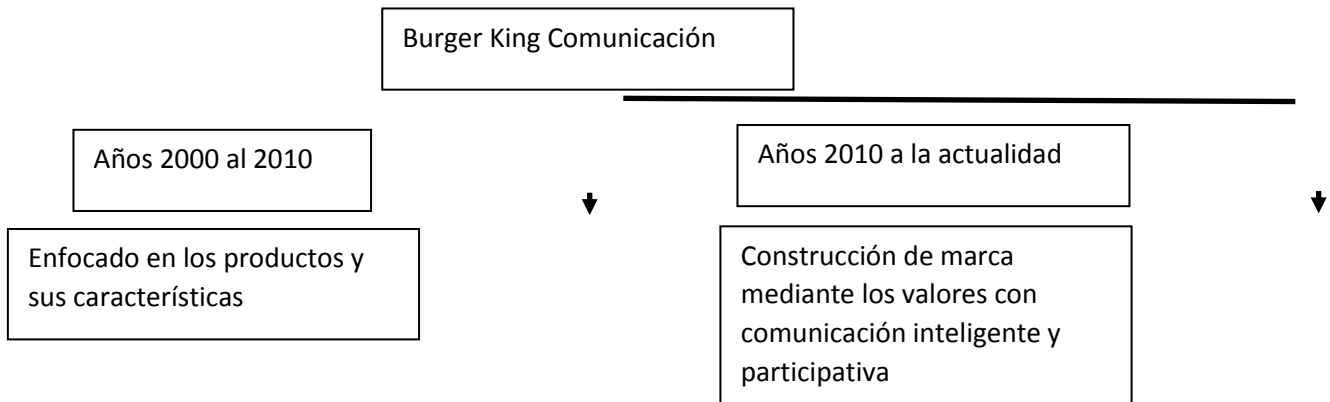 Burger King Comunicación
Años 2000 al 2010
Años 2010 a la actualidad
Enfocado en los productos y
sus características
Construcción de marca
mediante los valores con
comunicación inteligente y
participativa